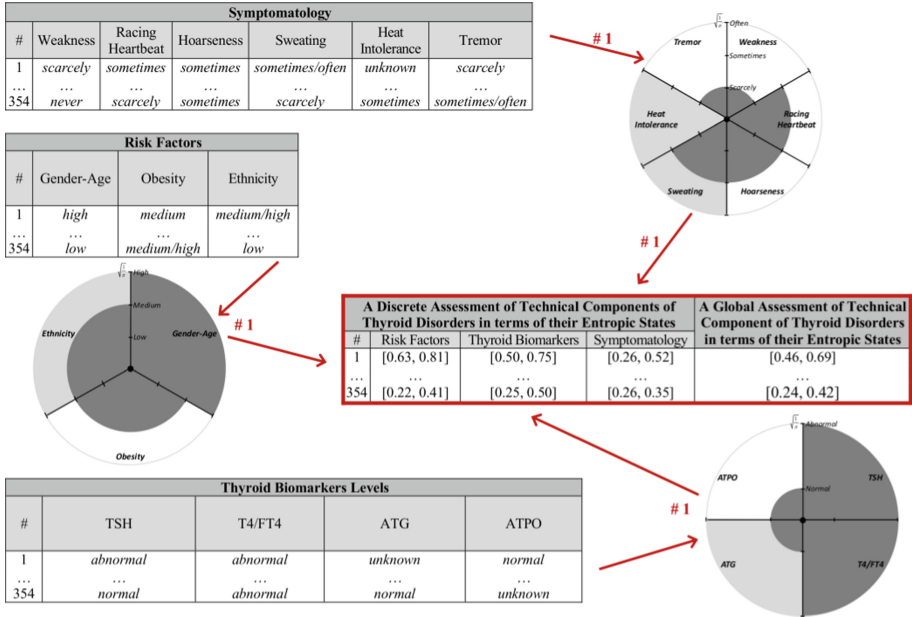 Symptomatology
# Weakness Racing Heartbeat Hoarseness Sweating Heat Intolerance Tremor
1 scarcely sometimes sometimes sometimes/often unknown scarcely
… … … … … … …
354 never scarcely sometimes scarcely sometimes sometimes/often
# 1
√1/π Often
Tremor Weakness
Sometimes
Scarcely
Heat Intolerance
Racing Heartbeat
Sweating Hoarseness
# 1
Risk Factors
# Gender-Age Obesity Ethnicity
1 high medium medium/high
… … … …
354 low medium/high low
# 1
√1/π High
Medium
Ethnicity Gender-Age
Low
Obesity
A Discrete Assessment of Technical Components of Thyroid Disorders in terms of their Entropic States
A Global Assessment of Technical Component of Thyroid Disorders in terms of their Entropic States
# Risk Factors Thyroid Biomarkers Symptomatology
1 [0.63, 0.81] [0.50, 0.75] [0.26, 0.52] [0.46, 0.69]
… … … … …
354 [0.22, 0.41] [0.25, 0.50] [0.26, 0.35] [0.24, 0.42]
Thyroid Biomarkers Levels
# TSH T4/FT4 ATG ATPO
1 abnormal abnormal unknown normal
… … … … …
354 normal abnormal normal unknown
# 1
√1/π Abnormal
ATPO TSH
Normal
ATG T4/FT4